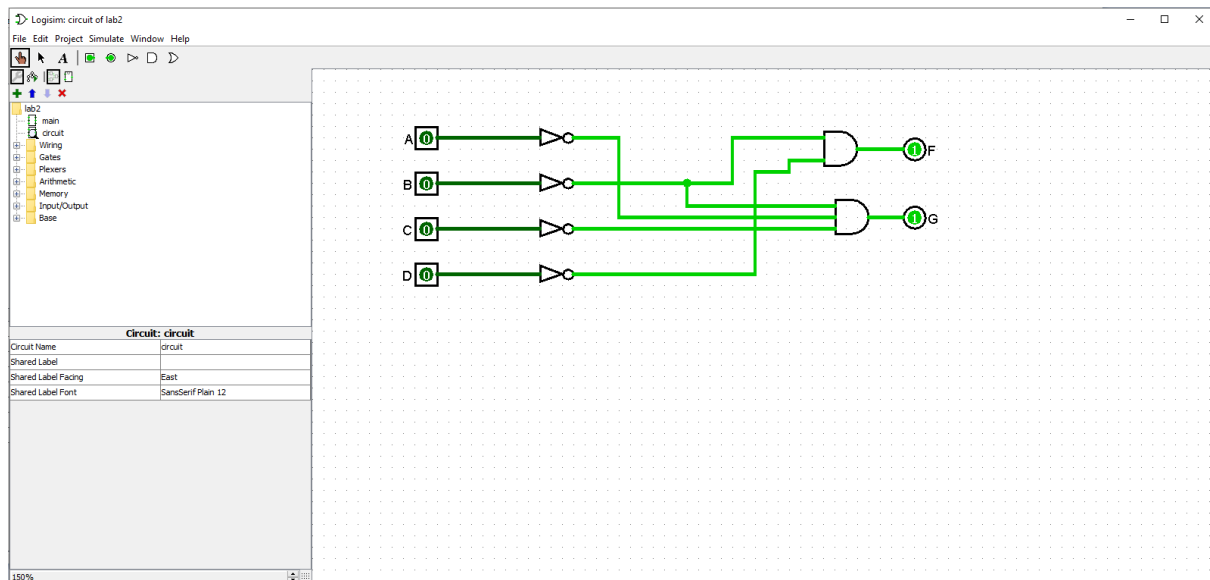 Logisim: circuit of lab2
File Edit Project Simulate Window Help
A
lab2
main
circuit
Wiring
Gates
Plexers
Arithmetic
Memory
Input/Output
Base
Circuit: circuit
Circuit Name circuit
Shared Label
Shared Label Facing East
Shared Label Font SansSerif Plain 12
150%
A 0
1 F
B 0
1 G
C 0
D 0